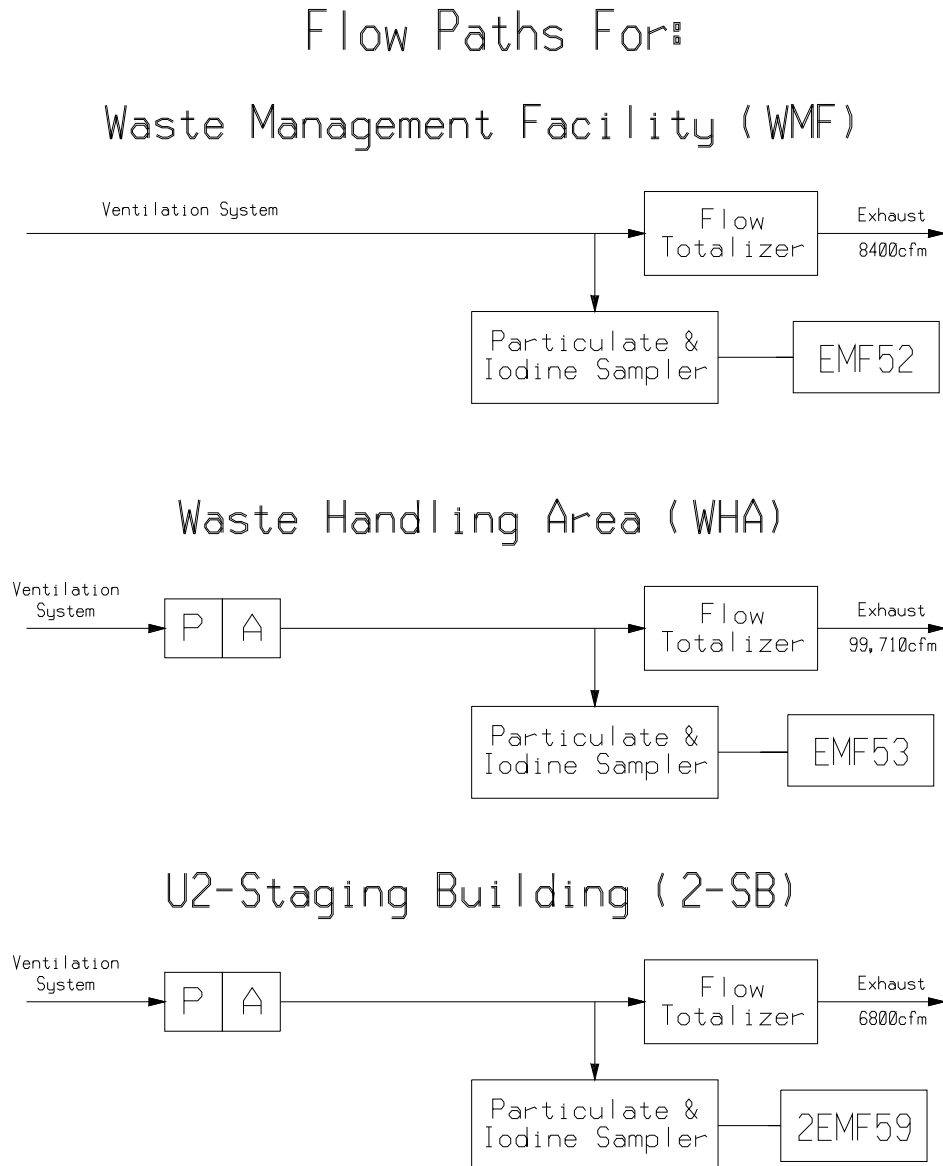 Flow Paths For:
Waste Management Facility (WMF)
Ventilation System
Flow
Totalizer
Exhaust
8400cfm
Particulate &
Iodine Sampler
EMF52
Waste Handling Area (WHA)
Ventilation
System
P A
Flow
Totalizer
Exhaust
99,710cfm
Particulate &
Iodine Sampler
EMF53
U2-Staging Building (2-SB)
Ventilation
System
P A
Flow
Totalizer
Exhaust
6800cfm
Particulate &
Iodine Sampler
2EMF59